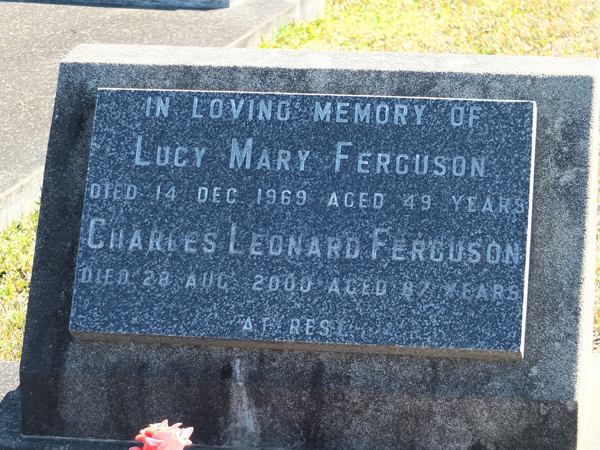 IN LOVING MEMORY OF
LUCY MARY FERGUSON
DIED 14 DEC 1969 AGED 49 YEARS
CHARLES LEONARD FERGUSON
DIED 28 AUG 2000 AGED 87 YEARS
AT REST